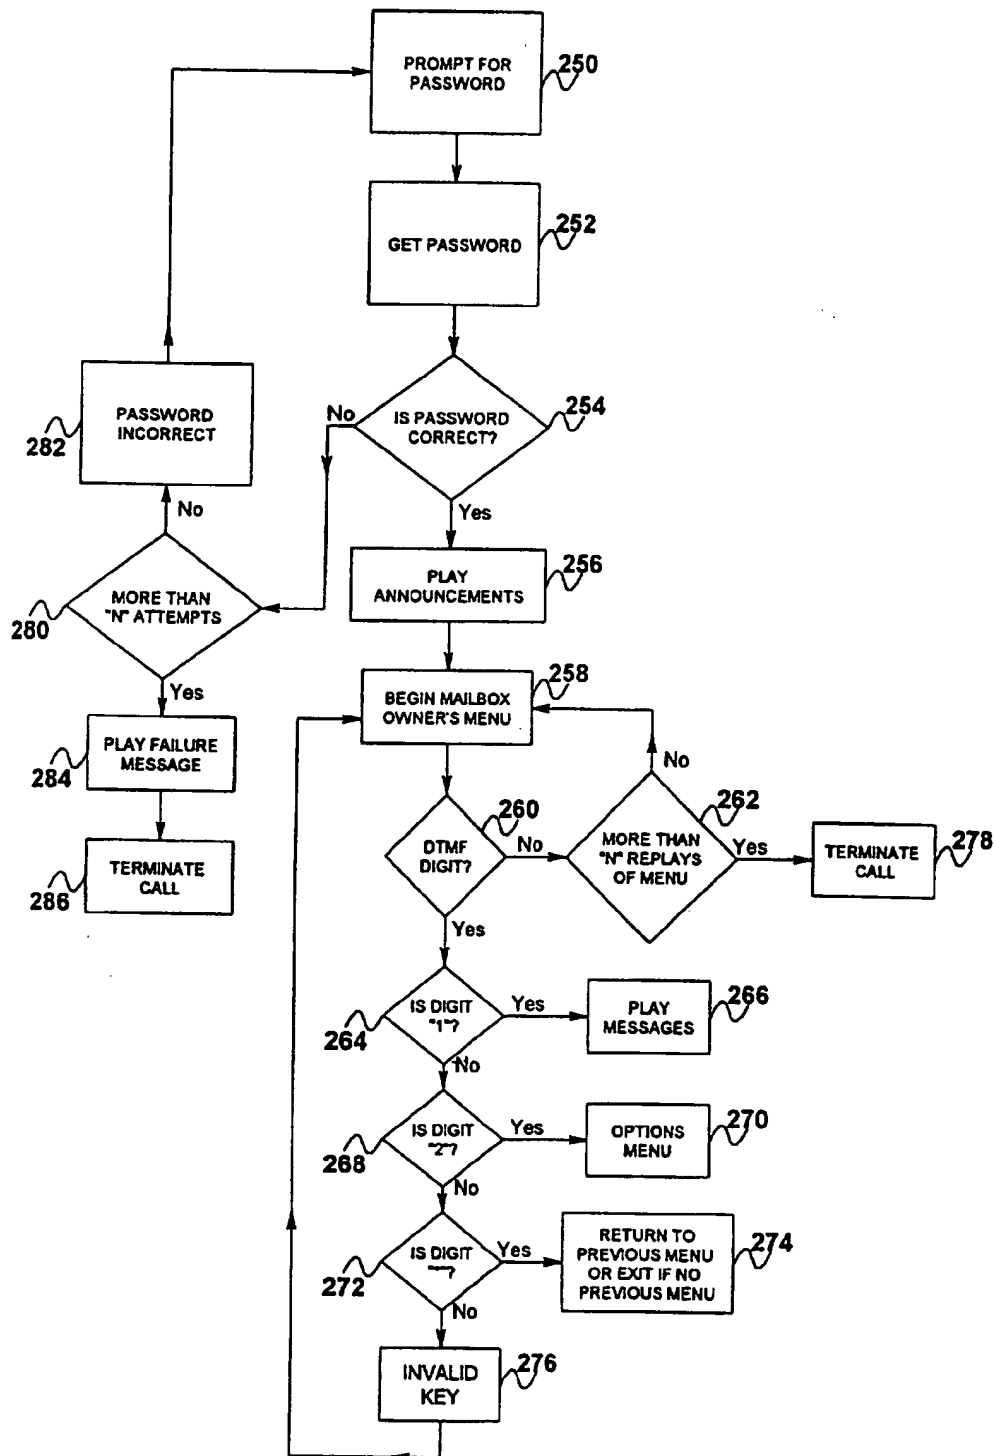 PROMPT FOR
PASSWORD
250
GET PASSWORD
252
IS PASSWORD
CORRECT?
254
No
Yes
PASSWORD
INCORRECT
282
No
MORE THAN
"N" ATTEMPTS
280
Yes
PLAY FAILURE
MESSAGE
284
TERMINATE
CALL
286
PLAY
ANNOUNCEMENTS
256
BEGIN MAILBOX
OWNER'S MENU
258
DTMF
DIGIT?
260
No
Yes
MORE THAN
"N" REPLAYS
OF MENU
262
No
Yes
TERMINATE
CALL
278
IS DIGIT
"1"?
264
Yes
No
PLAY
MESSAGES
266
IS DIGIT
"2"?
268
Yes
No
OPTIONS
MENU
270
IS DIGIT
"*"?
272
Yes
No
RETURN TO
PREVIOUS MENU
OR EXIT IF NO
PREVIOUS MENU
274
INVALID
KEY
276